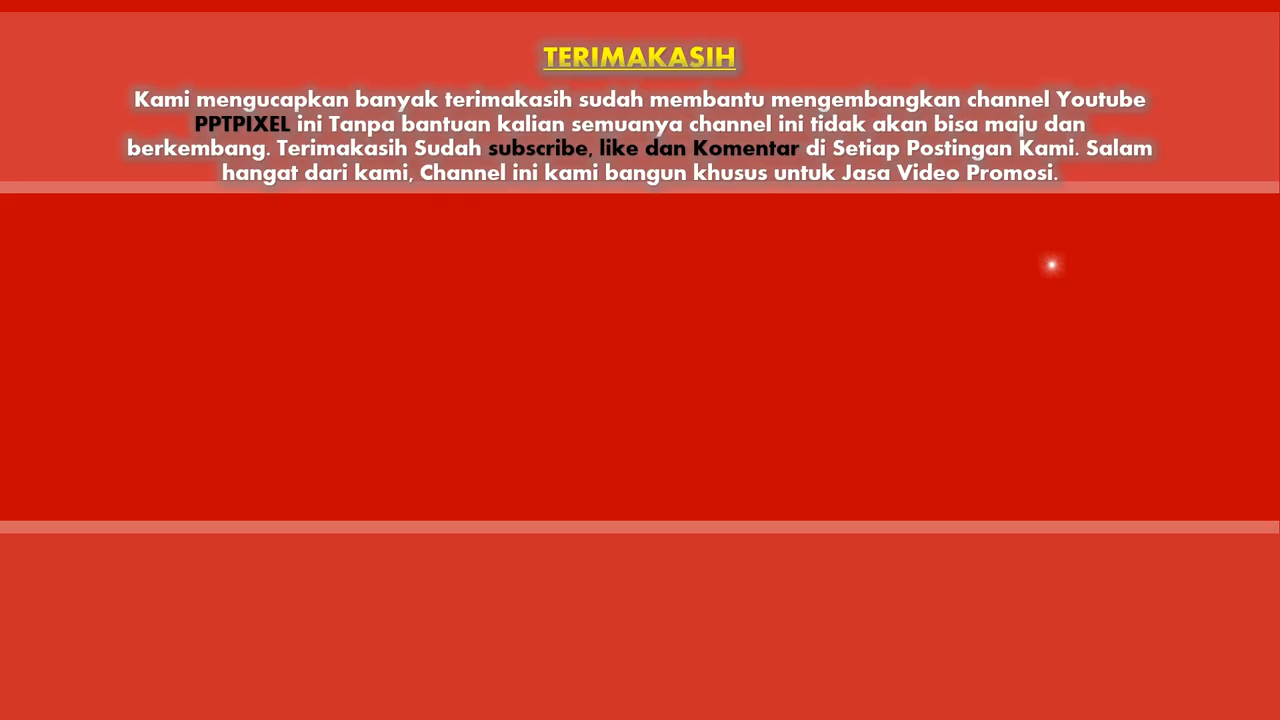 TERIMAKASIH
Kami mengucapkan banyak terimakasih sudah membantu mengembangkan channel Youtube
PPTPIXEL ini Tanpa bantuan kalian semuanya channel ini tidak akan bisa maju dan
berkembang. Terimakasih Sudah subscribe, like dan Komentar di Setiap Postingan Kami. Salam
hangat dari kami, Channel ini kami bangun khusus untuk Jasa Video Promosi.